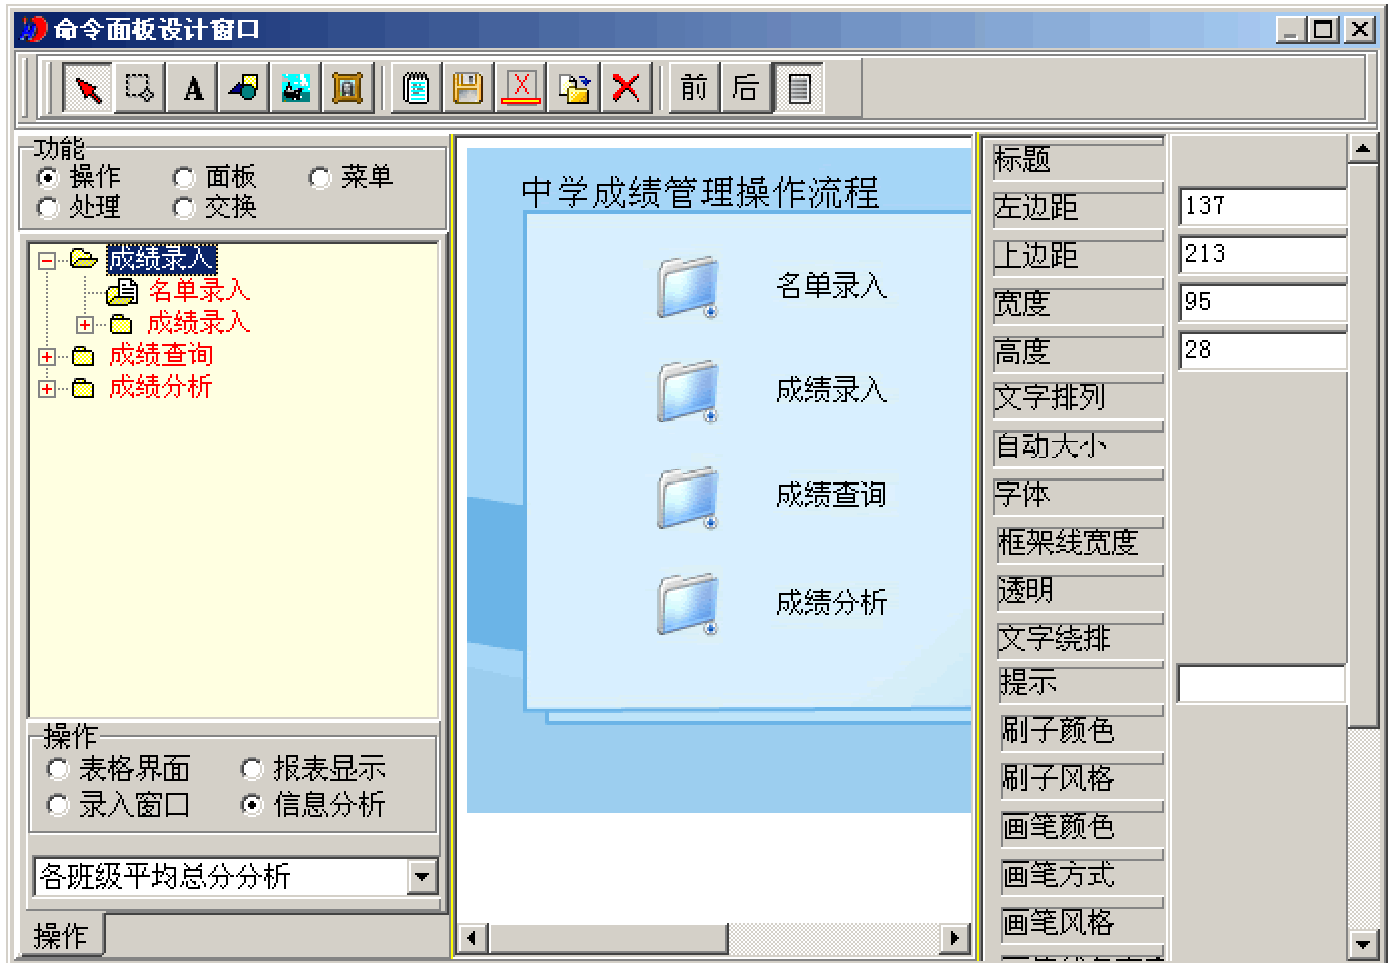 命令面板设计窗口
A X 前 后
功能
操作 面板 菜单
处理 交换
成绩录入
名单录入
成绩录入
成绩查询
成绩分析
操作
表格界面 报表显示
录入窗口 信息分析
各班级平均总分分析
操作
中学成绩管理操作流程
名单录入
成绩录入
成绩查询
成绩分析
标题
左边距 137
上边距 213
宽度 95
高度 28
文字排列
自动大小
字体
框架线宽度
透明
文字绕排
提示
刷子颜色
刷子风格
画笔颜色
画笔方式
画笔风格